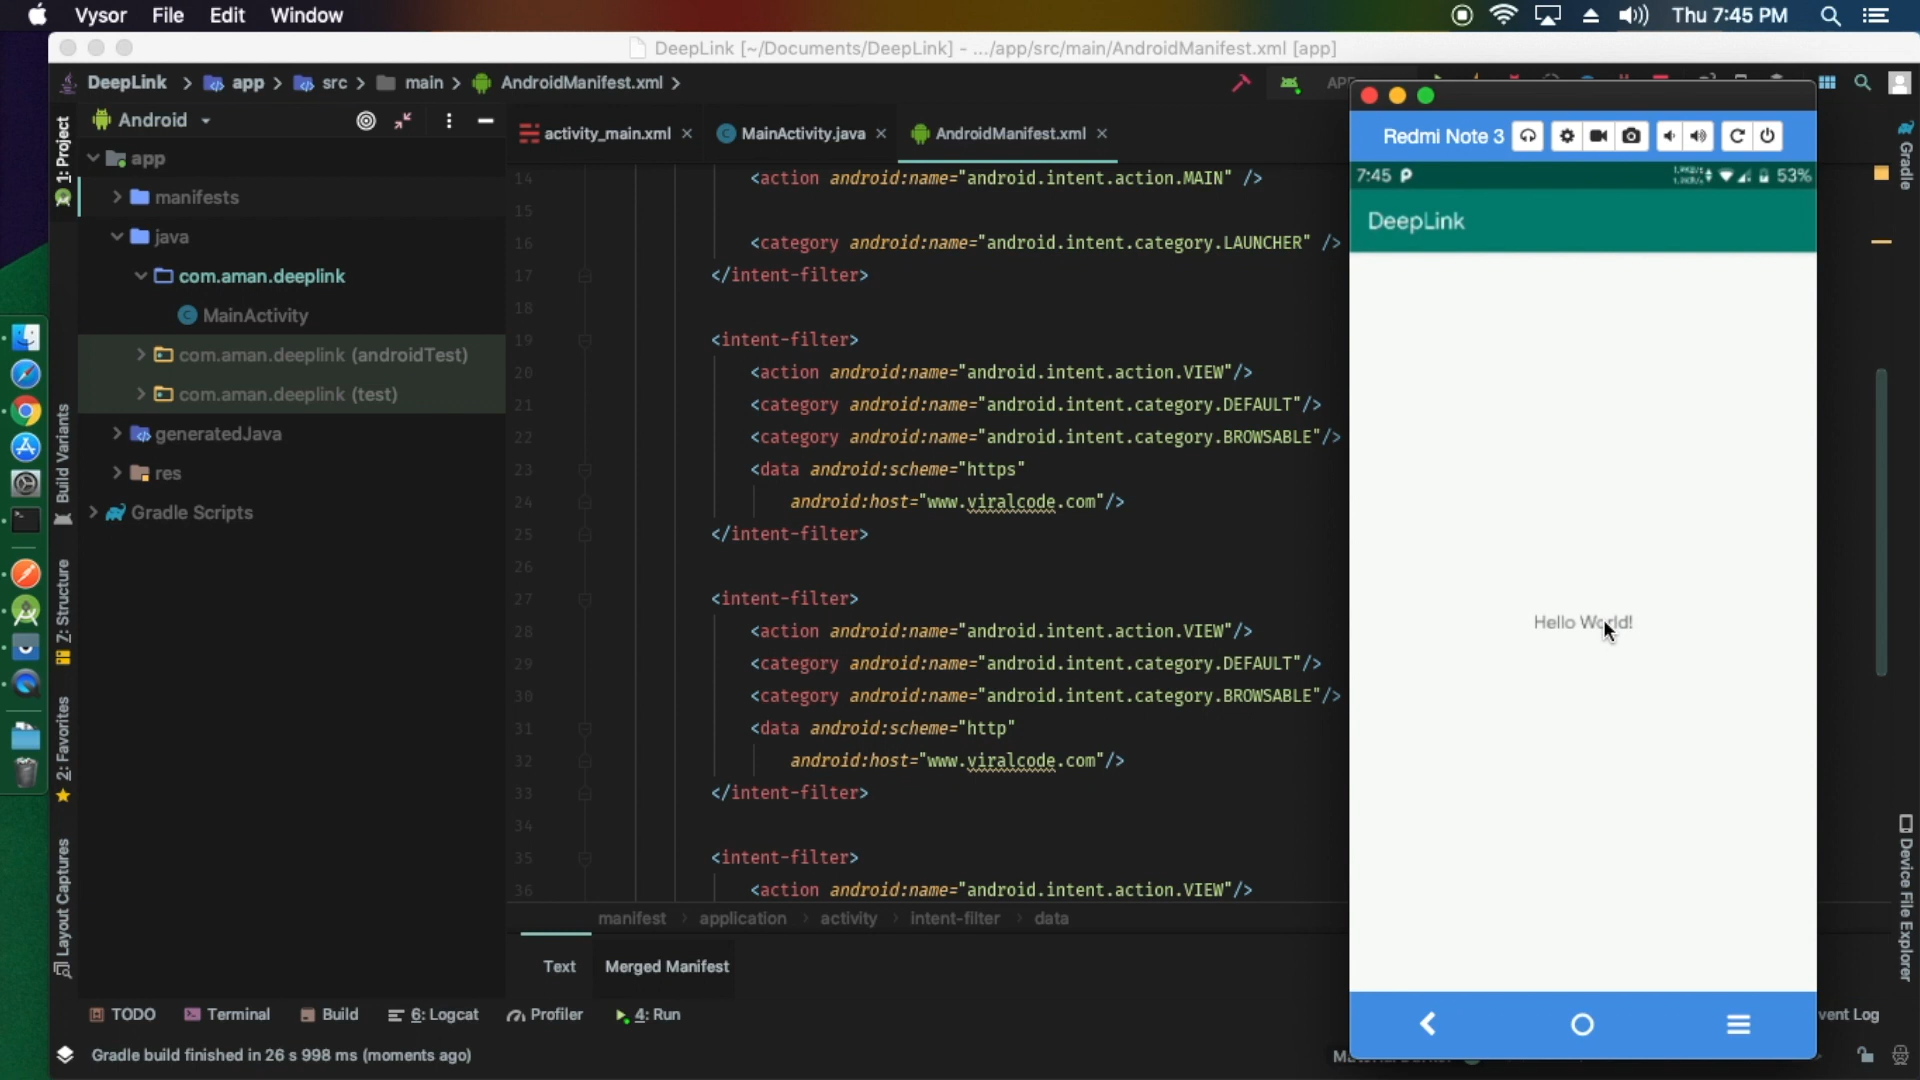 Vysor File Edit Window
Thu 7:45 PM
DeepLink [~/Documents/DeepLink] - .../app/src/main/AndroidManifest.xml [app]
DeepLink > app > src > main > AndroidManifest.xml >
Android
activity_main.xml
MainActivity.java
AndroidManifest.xml
1: Project
Build Variants
Z: Structure
2: Favorites
Layout Captures
app
manifests
java
com.aman.deeplink
MainActivity
com.aman.deeplink (androidTest)
com.aman.deeplink (test)
generatedJava
res
Gradle Scripts
14 <action android:name="android.intent.action.MAIN" />
15
16 <category android:name="android.intent.category.LAUNCHER" />
17 </intent-filter>
18
19 <intent-filter>
20 <action android:name="android.intent.action.VIEW"/>
21 <category android:name="android.intent.category.DEFAULT"/>
22 <category android:name="android.intent.category.BROWSABLE"/>
23 <data android:scheme="https"
24 android:host="www.viralcode.com"/>
25 </intent-filter>
26
27 <intent-filter>
28 <action android:name="android.intent.action.VIEW"/>
29 <category android:name="android.intent.category.DEFAULT"/>
30 <category android:name="android.intent.category.BROWSABLE"/>
31 <data android:scheme="http"
32 android:host="www.viralcode.com"/>
33 </intent-filter>
34
35 <intent-filter>
36 <action android:name="android.intent.action.VIEW"/>
manifest > application > activity > intent-filter > data
Text Merged Manifest
Redmi Note 3
7:45
53%
DeepLink
Hello World!
Gradle
Device File Explorer
TODO Terminal Build 6: Logcat Profiler 4: Run
vent Log
Gradle build finished in 26 s 998 ms (moments ago)